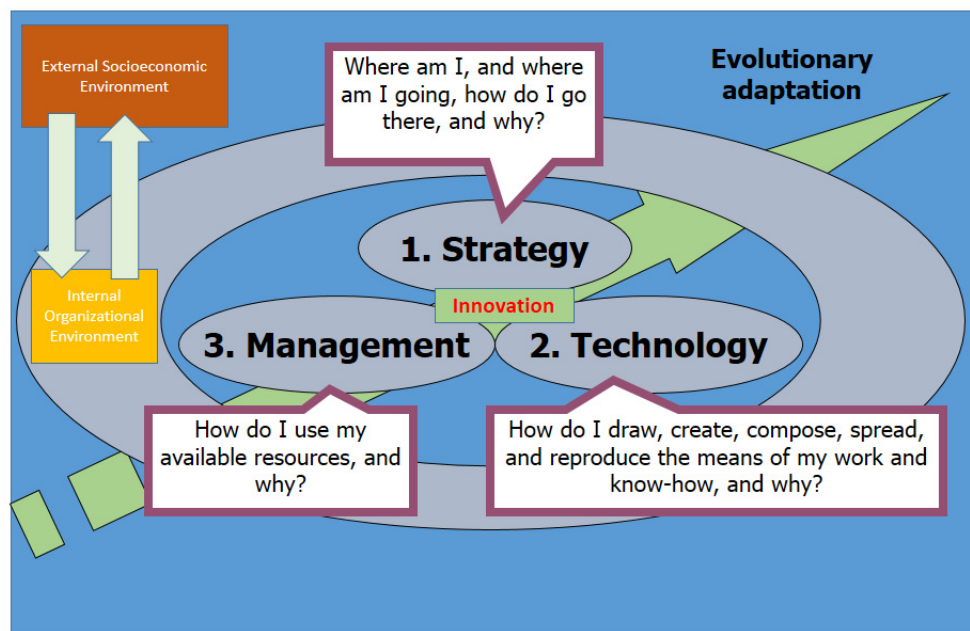 External Socioeconomic
Environment
Where am I, and where
am I going, how do I go
there, and why?
Evolutionary
adaptation
1. Strategy
Internal
Organizational
Environment
Innovation
3. Management
2. Technology
How do I use my
available resources, and
why?
How do I draw, create, compose, spread,
and reproduce the means of my work and
know-how, and why?